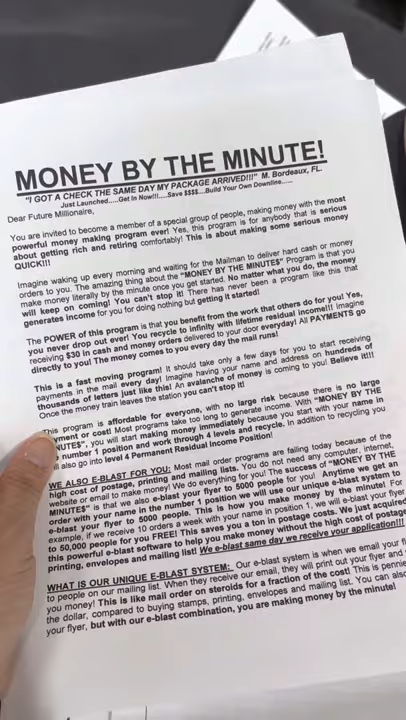 MONEY BY THE MINUTE!
"I GOT A CHECK THE SAME DAY MY PACKAGE ARRIVED!!!" M. Bordeaux, FL.
Just Launched.....Get In Now!!!.....Save $$$$....Build Your Own Downline......
Dear Future Millionaire,
You are invited to become a member of a special group of people, making money with the most
powerful money making program ever! Yes, this program is for anybody that is serious
about getting rich and retiring comfortably! This is about making some serious money
QUICK!!!
Imagine waking up every morning and waiting for the Mailman to deliver hard cash or money
orders to you. The amazing thing about the "MONEY BY THE MINUTE$" Program is that you
make money literally by the minute once you get started. No matter what you do, the money
will keep on coming! You can't stop it! There has never been a program like this that
generates income for you for doing nothing but getting it started!
The POWER of this program is that you benefit from the work that others do for you! Yes,
you never drop out ever! You recycle to infinity with lifetime residual income!!! Imagine
receiving $30 in cash and money orders delivered to your door everyday! All PAYMENTS go
directly to you! The money comes to you every day the mail runs!
This is a fast moving program! It should take only a few days for you to start receiving
payments in the mail every day! Imagine having your name and address on hundreds of
thousands of letters just like this! An avalanche of money is coming to you! Believe it!!!
Once the money train leaves the station you can't stop it!
This program is affordable for everyone, with no large risk because there is no large
yment or cost! Most programs take too long to generate income. With "MONEY BY THE
NUTE$", you will start making money immediately because you start with your name in
number 1 position and work through 4 levels and recycle. In addition to recycling you
ll also go into level 4 Permanent Residual Income Position!
WE ALSO E-BLAST FOR YOU: Most mail order programs are failing today because of the
high cost of postage, printing and mailing lists. You do not need any computer, internet,
website or email to make money! We do everything for you! The success of "MONEY BY THE
MINUTES" is that we also e-blast your flyer to 5000 people for you! Anytime we get an
order with your name in the number 1 position we will use our unique e-blast system to
e-blast your flyer to 5000 people. This is how you make money by the minute! For
example, if we receive 10 orders a week with your name in position 1, we will e-blast your flyer
to 50,000 people for you FREE! This saves you a ton in postage costs. We just acquired
this powerful e-blast software to help you make money without the high cost of postage,
printing, envelopes and mailing list! We e-blast same day we receive your application!!!
WHAT IS OUR UNIQUE E-BLAST SYSTEM: Our e-blast system is when we email your fl
to people on our mailing list. When they receive our email, they will print out your flyer and
you money! This is like mail order on steroids for a fraction of the cost! This is pennie
the dollar, compared to buying stamps, printing, envelopes and mailing list. You can also
your flyer, but with our e-blast combination, you are making money by the minute!